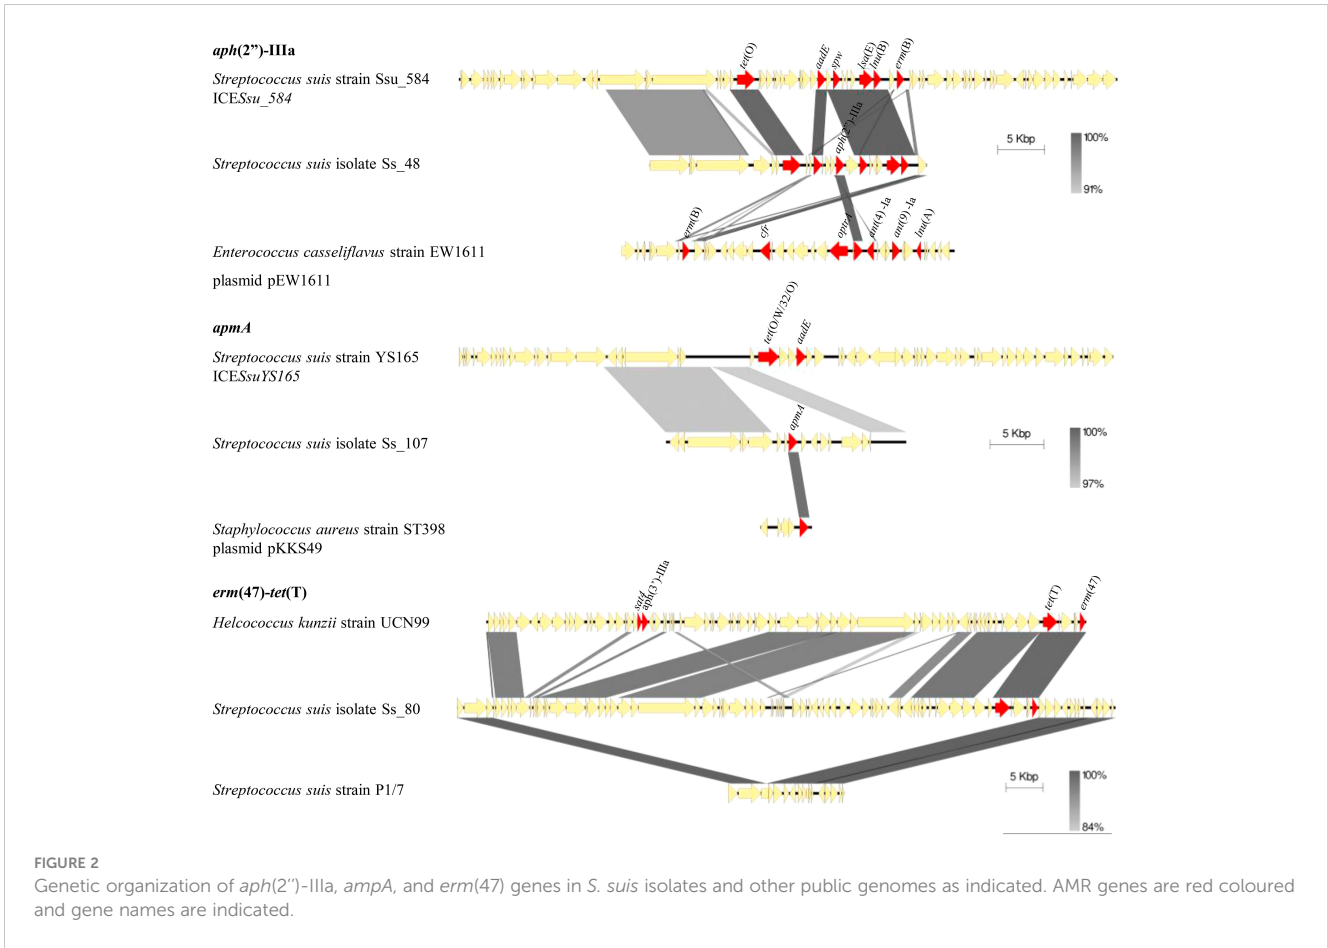 aph(2”)-IIIa
tet(O)
aadE
spw
lsa(E)
lnu(B)
erm(B)
Streptococcus suis strain Ssu_584
ICESsu_584
aph(2”)-IIIa
5 Kbp
100%
91%
Streptococcus suis isolate Ss_48
erm(B)
cfr
optrA
ant(4)-Ia
ant(9)-Ia
lnu(A)
Enterococcus casseliflavus strain EW1611
plasmid pEW1611
apmA
tet(O/W/32/O)
aadE
Streptococcus suis strain YS165
ICESsuYS165
apmA
Streptococcus suis isolate Ss_107
5 Kbp
100%
97%
Staphylococcus aureus strain ST398
plasmid pKKS49
erm(47)-tet(T)
sat4
aph(3’)-IIIa
tet(T)
erm(47)
Helcococcus kunzii strain UCN99
Streptococcus suis isolate Ss_80
Streptococcus suis strain P1/7
5 Kbp
100%
84%
FIGURE 2
Genetic organization of aph(2‘’)-IIIa, ampA, and erm(47) genes in S. suis isolates and other public genomes as indicated. AMR genes are red coloured
and gene names are indicated.